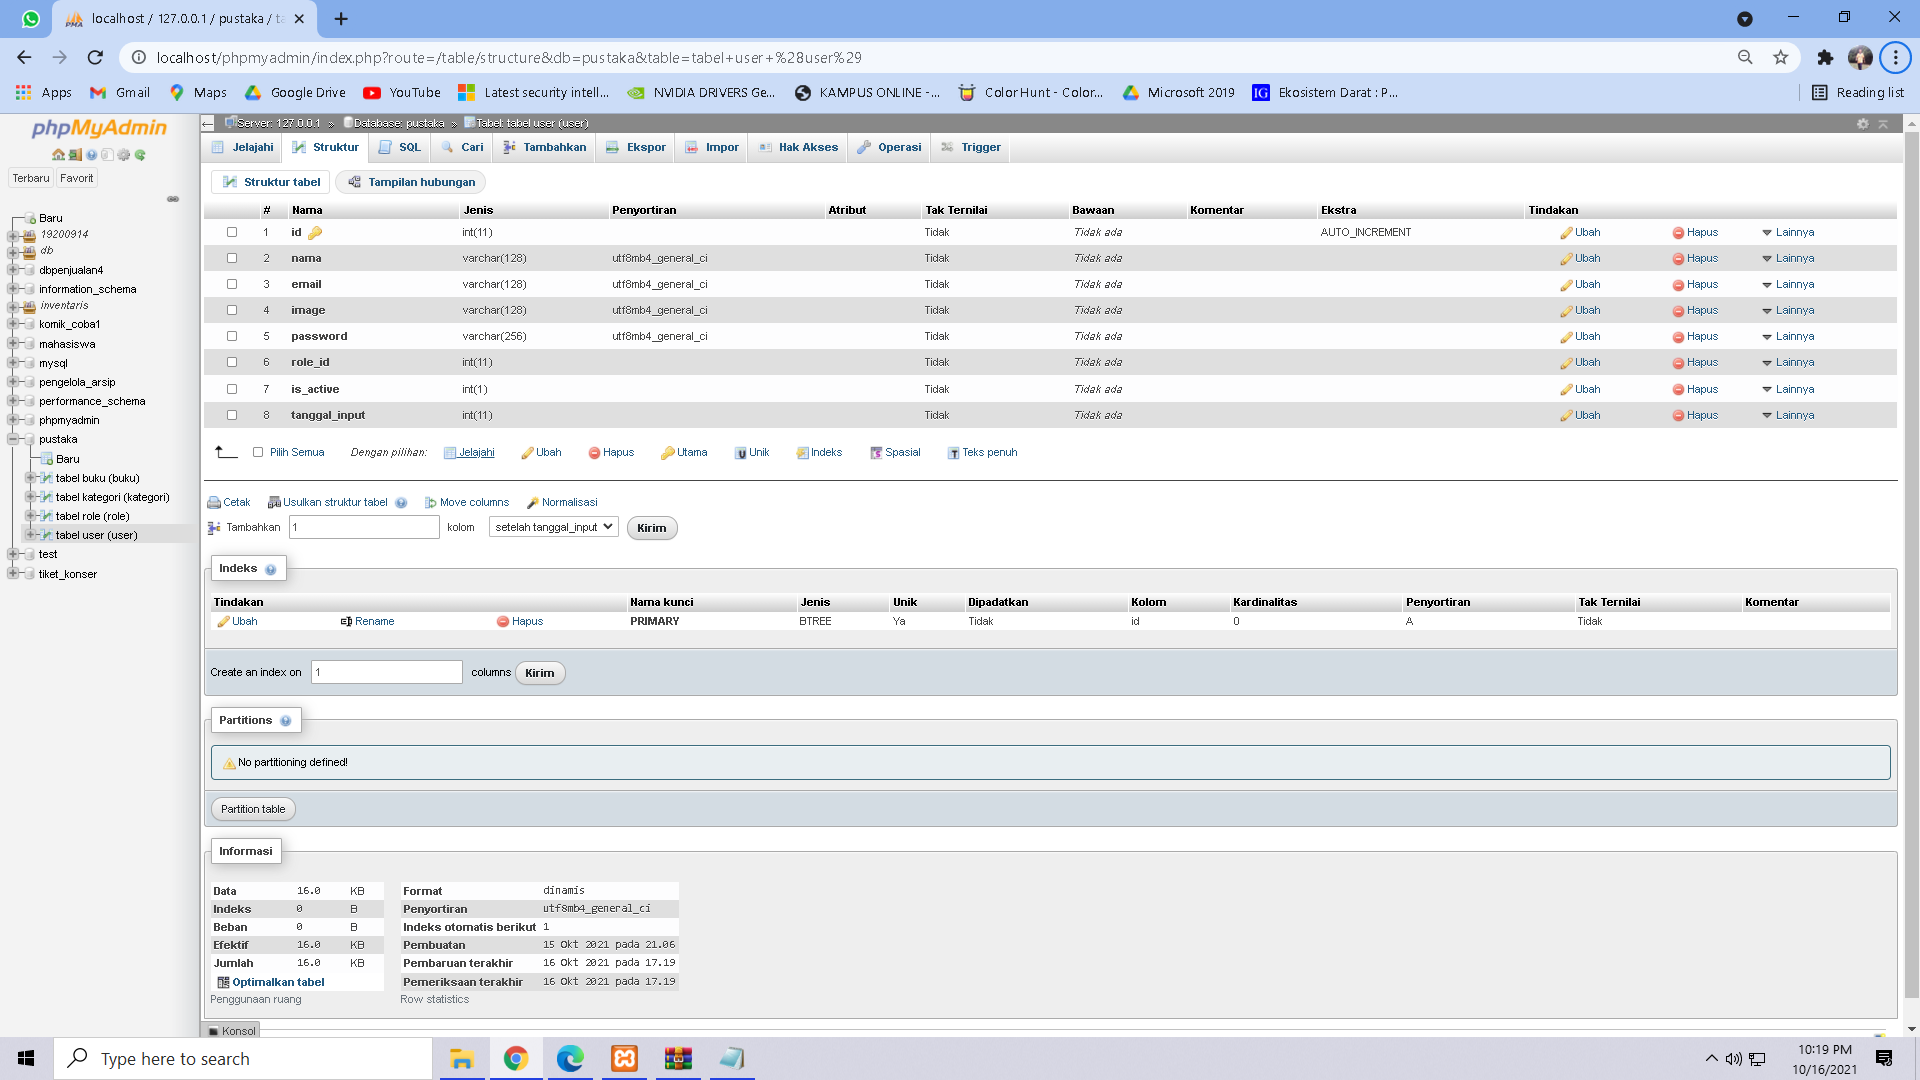 localhost / 127.0.0.1 / pustaka / ta
localhost/phpmyadmin/index.php?route=/table/structure&db=pustaka&table=tabel+user+%28user%29
Apps Gmail Maps Google Drive YouTube Latest security intell... NVIDIA DRIVERS Ge... KAMPUS ONLINE -... Color Hunt - Color... Microsoft 2019 IG Ekosistem Darat : P... Reading list
phpMyAdmin
Terbaru Favorit
Baru
19200914
db
dbpenjualan4
information_schema
inventaris
komik_coba1
mahasiswa
mysql
pengelola_arsip
performance_schema
phpmyadmin
pustaka
Baru
tabel buku (buku)
tabel kategori (kategori)
tabel role (role)
tabel user (user)
test
tiket_konser
Server: 127.0.0.1 » Database: pustaka » Tabel: tabel user (user)
Jelajahi Struktur SQL Cari Tambahkan Ekspor Impor Hak Akses Operasi Trigger
Struktur tabel Tampilan hubungan
# Nama Jenis Penyortiran Atribut Tak Ternilai Bawaan Komentar Ekstra Tindakan
1 id int(11) Tidak Tidak ada AUTO_INCREMENT Ubah Hapus Lainnya
2 nama varchar(128) utf8mb4_general_ci Tidak Tidak ada Ubah Hapus Lainnya
3 email varchar(128) utf8mb4_general_ci Tidak Tidak ada Ubah Hapus Lainnya
4 image varchar(128) utf8mb4_general_ci Tidak Tidak ada Ubah Hapus Lainnya
5 password varchar(256) utf8mb4_general_ci Tidak Tidak ada Ubah Hapus Lainnya
6 role_id int(11) Tidak Tidak ada Ubah Hapus Lainnya
7 is_active int(1) Tidak Tidak ada Ubah Hapus Lainnya
8 tanggal_input int(11) Tidak Tidak ada Ubah Hapus Lainnya
Pilih Semua Dengan pilihan: Jelajahi Ubah Hapus Utama Unik Indeks Spasial Teks penuh
Cetak Usulkan struktur tabel Move columns Normalisasi
Tambahkan 1 kolom setelah tanggal_input Kirim
Indeks
Tindakan Nama kunci Jenis Unik Dipadatkan Kolom Kardinalitas Penyortiran Tak Ternilai Komentar
Ubah Rename Hapus PRIMARY BTREE Ya Tidak id 0 A Tidak
Create an index on 1 columns Kirim
Partitions
No partitioning defined!
Partition table
Informasi
Data 16.0 KB
Indeks 0 B
Beban 0 B
Efektif 16.0 KB
Jumlah 16.0 KB
Optimalkan tabel
Penggunaan ruang
Format dinamis
Penyortiran utf8mb4_general_ci
Indeks otomatis berikut 1
Pembuatan 15 Okt 2021 pada 21.06
Pembaruan terakhir 16 Okt 2021 pada 17.19
Pemeriksaan terakhir 16 Okt 2021 pada 17.19
Row statistics
Konsol
Type here to search
10:19 PM
10/16/2021